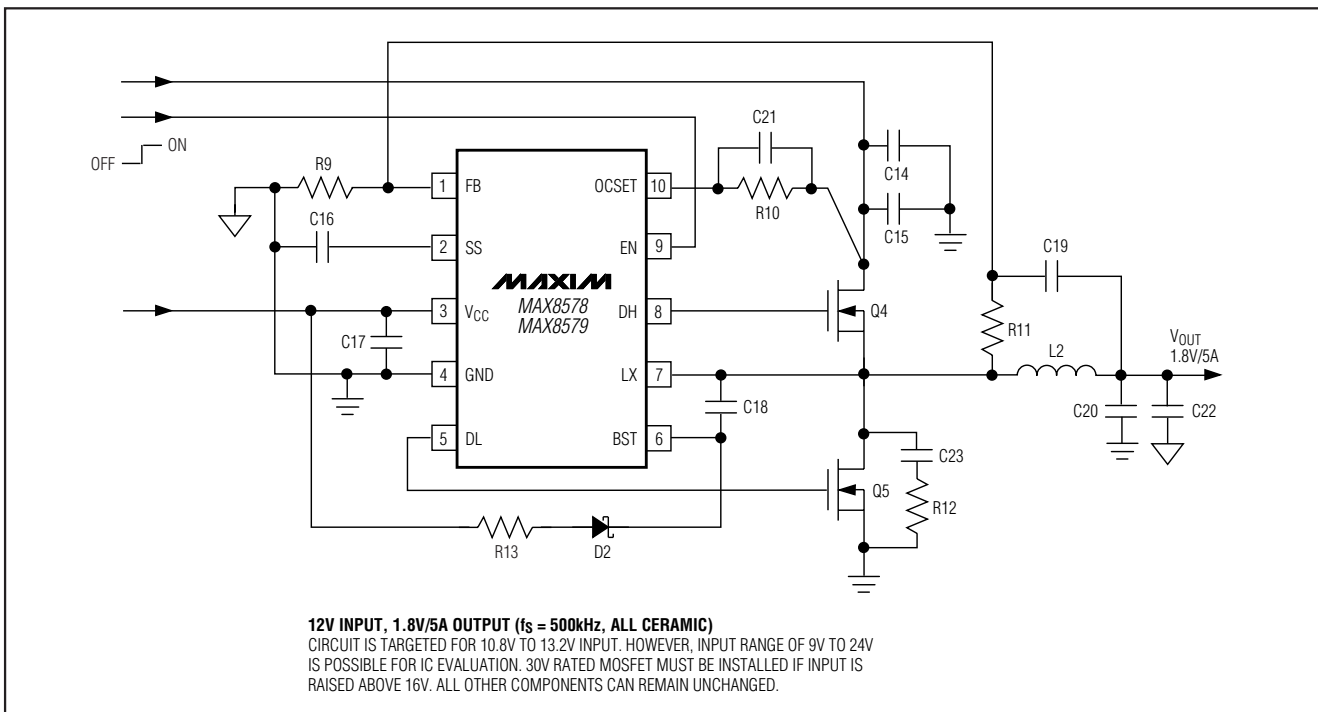 OFF
ON
R9
C16
C17
1
FB
2
SS
3
VCC
4
GND
5
DL
OCSET
10
EN
9
DH
8
LX
7
BST
6
MAXIM
MAX8578
MAX8579
C21
R10
C14
C15
Q4
C18
Q5
C23
R12
C19
R11
L2
VOUT
1.8V/5A
C20
C22
R13
D2
12V INPUT, 1.8V/5A OUTPUT (fS = 500kHz, ALL CERAMIC)
CIRCUIT IS TARGETED FOR 10.8V TO 13.2V INPUT. HOWEVER, INPUT RANGE OF 9V TO 24V
IS POSSIBLE FOR IC EVALUATION. 30V RATED MOSFET MUST BE INSTALLED IF INPUT IS
RAISED ABOVE 16V. ALL OTHER COMPONENTS CAN REMAIN UNCHANGED.